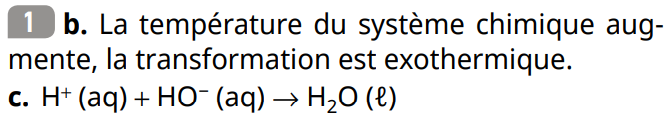 1 b. La température du système chimique aug-
mente, la transformation est exothermique.
c. H⁺ (aq) + HO⁻ (aq) → H₂O (ℓ)